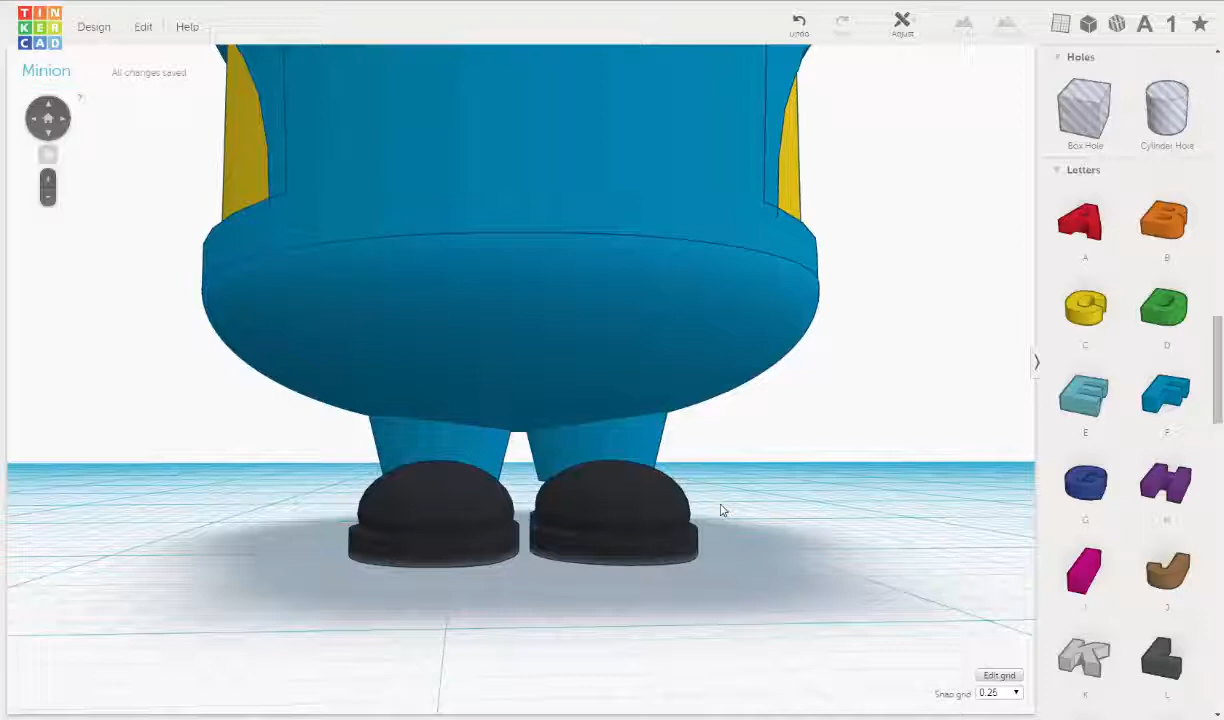 TIN
KER
CAD
Design
Edit
Help
Undo
Adjust
Minion
All changes saved
?
Holes
Box Hole
Cylinder Hole
Letters
A
B
C
D
E
F
G
H
I
J
K
L
Edit grid
Snap grid
0.25